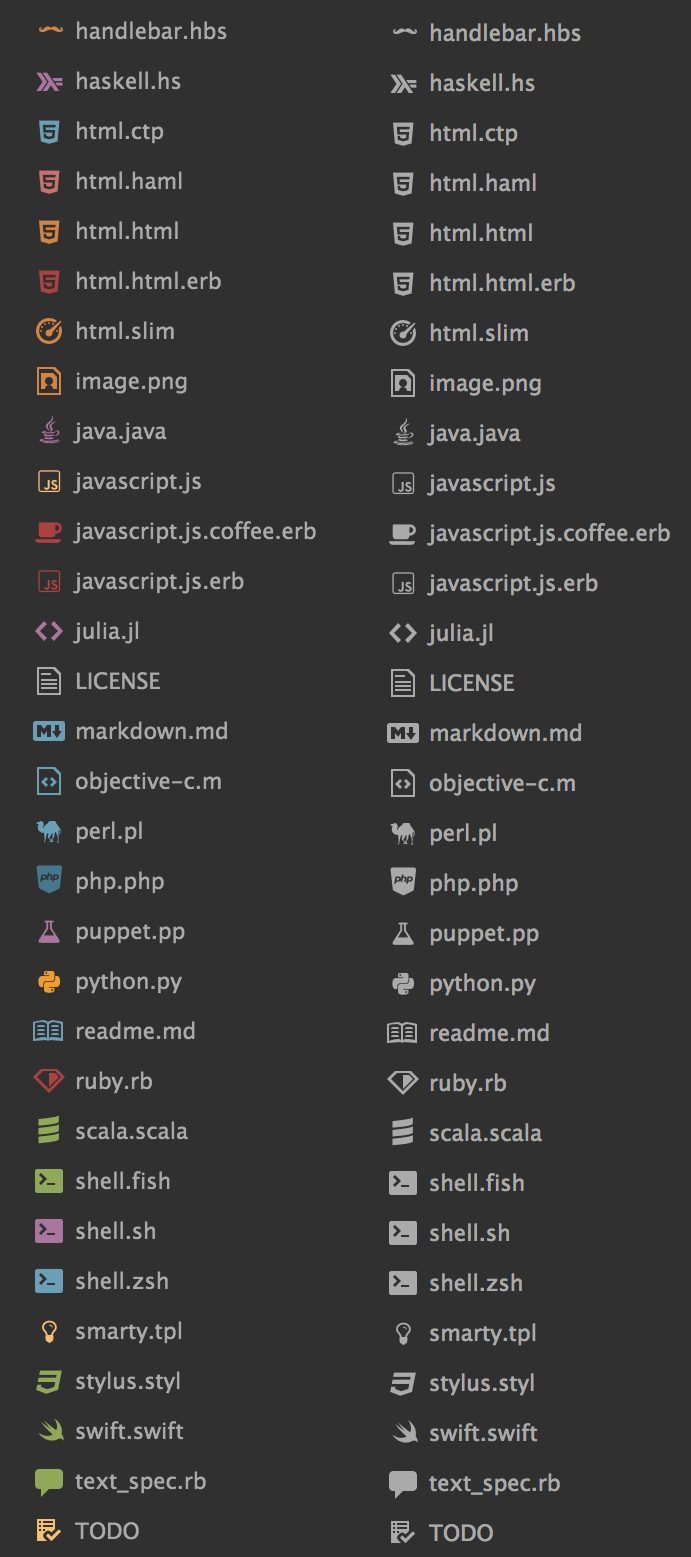 handlebar.hbs handlebar.hbs
haskell.hs haskell.hs
html.ctp html.ctp
html.haml html.haml
html.html html.html
html.html.erb html.html.erb
html.slim html.slim
image.png image.png
java.java java.java
JS javascript.js JS javascript.js
javascript.js.coffee.erb javascript.js.coffee.erb
JS javascript.js.erb JS javascript.js.erb
julia.jl julia.jl
LICENSE LICENSE
M markdown.md M markdown.md
objective-c.m objective-c.m
perl.pl perl.pl
php php.php php php.php
puppet.pp puppet.pp
python.py python.py
readme.md readme.md
ruby.rb ruby.rb
scala.scala scala.scala
shell.fish shell.fish
shell.sh shell.sh
shell.zsh shell.zsh
smarty.tpl smarty.tpl
stylus.styl stylus.styl
swift.swift swift.swift
text_spec.rb text_spec.rb
TODO TODO